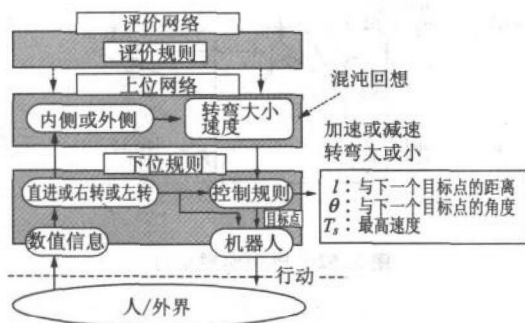 评价网络
评价规则
上位网络
混沌回想
内侧或外侧
转弯大小
速度
加速或减速
转弯大或小
下位规则
直进或右转或左转
控制规则
l：与下一个目标点的距离
θ：与下一个目标点的角度
Ts：最高速度
目标点
数值信息
机器人
行动
人/外界